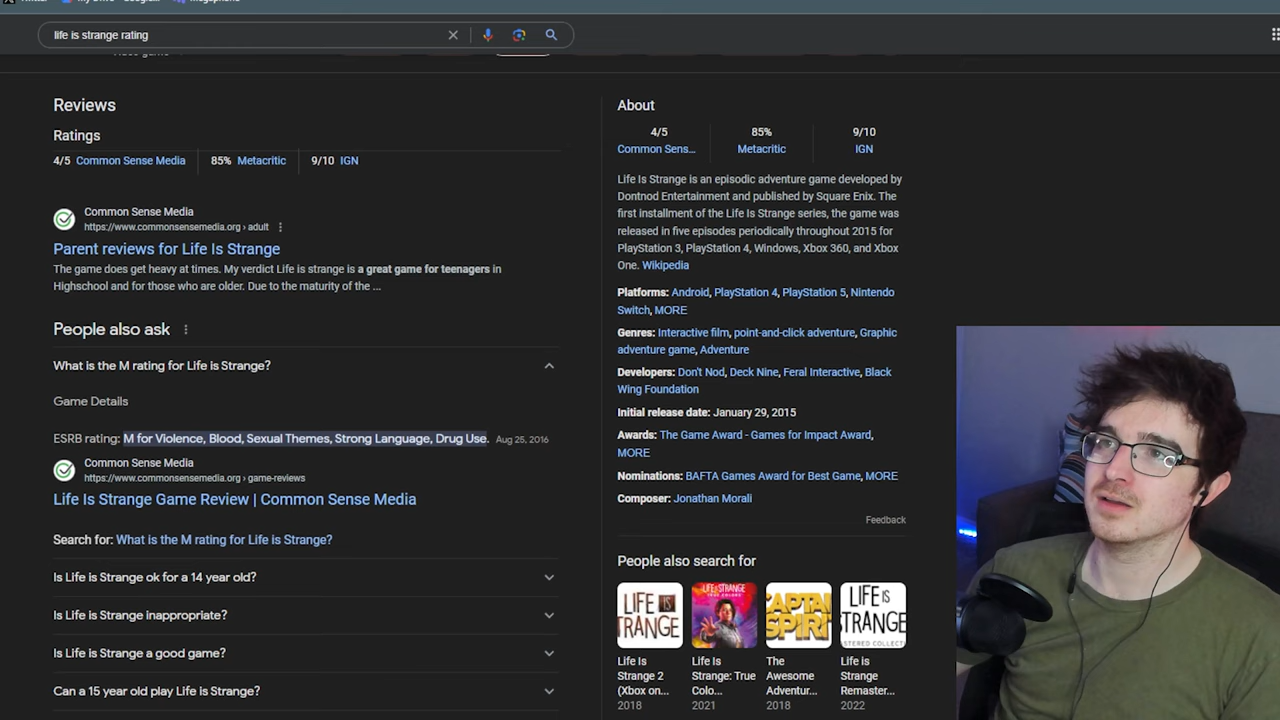 life is strange rating
Reviews
Ratings
4/5 Common Sense Media
85% Metacritic
9/10 IGN
Common Sense Media
https://www.commonsensemedia.org › adult
Parent reviews for Life Is Strange
The game does get heavy at times. My verdict Life is strange is a great game for teenagers in
Highschool and for those who are older. Due to the maturity of the ...
People also ask
What is the M rating for Life is Strange?
Game Details
ESRB rating: M for Violence, Blood, Sexual Themes, Strong Language, Drug Use. Aug 25, 2016
Common Sense Media
https://www.commonsensemedia.org › game-reviews
Life Is Strange Game Review | Common Sense Media
Search for: What is the M rating for Life is Strange?
Is Life is Strange ok for a 14 year old?
Is Life is Strange inappropriate?
Is Life is Strange a good game?
Can a 15 year old play Life is Strange?
About
4/5
Common Sens...
85%
Metacritic
9/10
IGN
Life Is Strange is an episodic adventure game developed by
Dontnod Entertainment and published by Square Enix. The
first installment of the Life Is Strange series, the game was
released in five episodes periodically throughout 2015 for
PlayStation 3, PlayStation 4, Windows, Xbox 360, and Xbox
One. Wikipedia
Platforms: Android, PlayStation 4, PlayStation 5, Nintendo
Switch, MORE
Genres: Interactive film, point-and-click adventure, Graphic
adventure game, Adventure
Developers: Don't Nod, Deck Nine, Feral Interactive, Black
Wing Foundation
Initial release date: January 29, 2015
Awards: The Game Award - Games for Impact Award,
MORE
Nominations: BAFTA Games Award for Best Game, MORE
Composer: Jonathan Morali
Feedback
People also search for
Life Is
Strange 2
(Xbox on...
2018
Life Is
Strange: True
Colo...
2021
The
Awesome
Adventur...
2018
Life is
Strange
Remaster...
2022